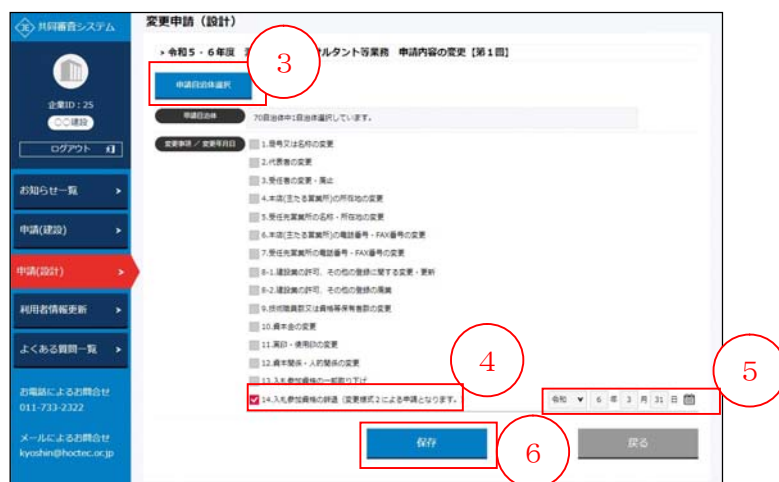 共同審査システム
企業ID：25
〇〇建設
ログアウト
お知らせ一覧
申請(建設)
申請(設計)
利用者情報更新
よくある質問一覧
お電話によるお問合せ
011-733-2322
メールによるお問合せ
kyoshin@hoctec.or.jp
変更申請（設計）
令和5・6年度
ルタント等業務 申請内容の変更【第1回】
3
申請自治体選択
申請自治体
70自治体中1自治体選択しています。
変更事項 / 変更年月日
1.商号又は名称の変更
2.代表者の変更
3.受任者の変更・廃止
4.本店(主たる営業所)の所在地の変更
5.受任先営業所の名称・所在地の変更
6.本店(主たる営業所)の電話番号・FAX番号の変更
7.受任先営業所の電話番号・FAX番号の変更
8-1.建設業の許可、その他の登録に関する変更・更新
8-2.建設業の許可、その他の登録の廃業
9.技術職員数又は資格等保有者数の変更
10.資本金の変更
11.実印・使用印の変更
12.資本関係・人的関係の変更
13.入札参加資格の一部取り下げ
4
14.入札参加資格の辞退（変更様式2による申請となります。
5
令和 6 年 3 月 31 日
保存
6
戻る